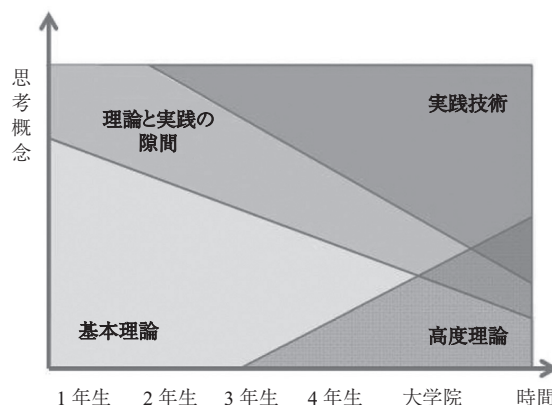 思考概念
理論と実践の
隙間
実践技術
基本理論
高度理論
1 年生
2 年生
3 年生
4 年生
大学院
時間